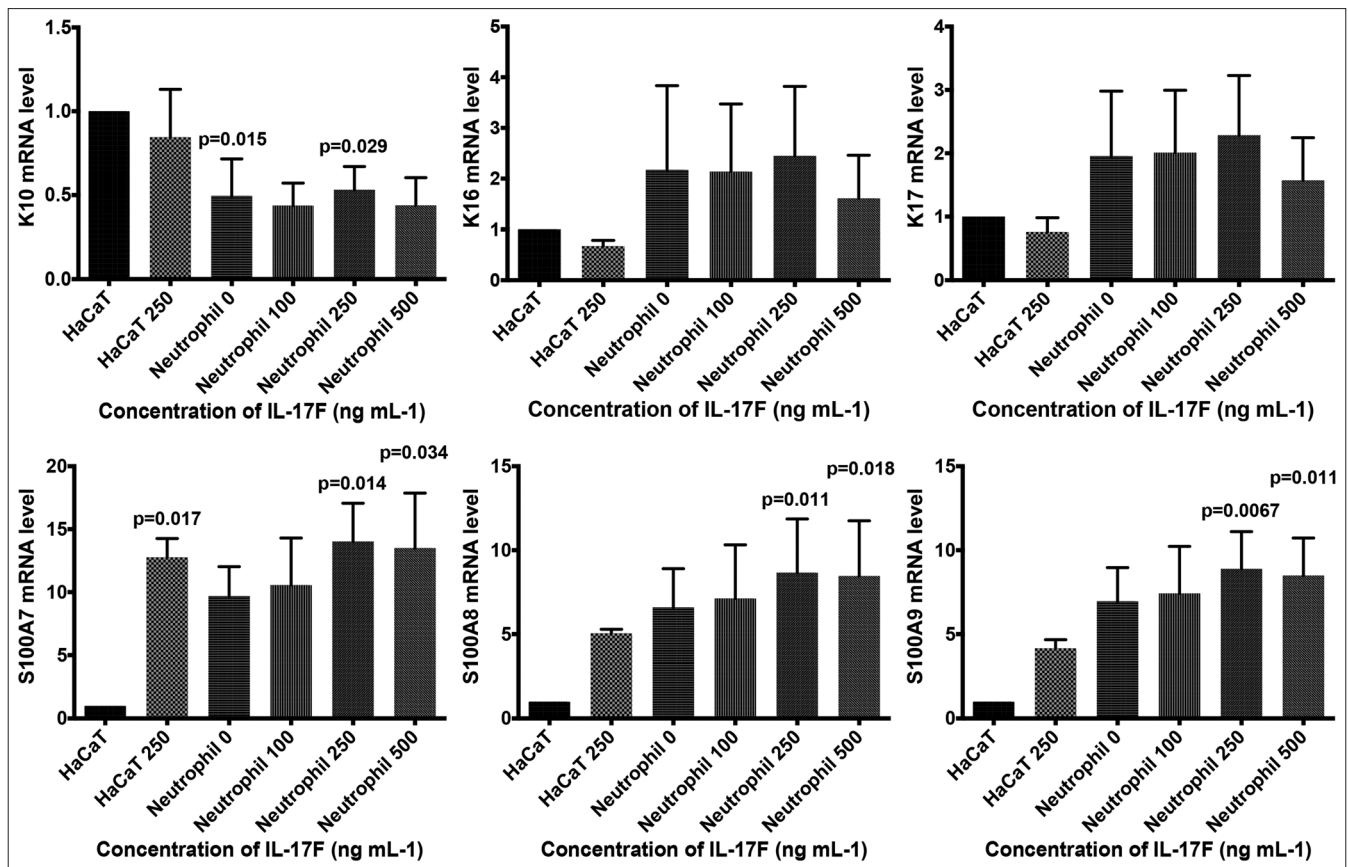 K10 mRNA level
1.5
1.0
0.5
0.0
p=0.015
p=0.029
HaCaT
HaCaT 250
Neutrophil 0
Neutrophil 100
Neutrophil 250
Neutrophil 500
Concentration of IL-17F (ng mL-1)
K16 mRNA level
5
4
3
2
1
0
HaCaT
HaCaT 250
Neutrophil 0
Neutrophil 100
Neutrophil 250
Neutrophil 500
Concentration of IL-17F (ng mL-1)
K17 mRNA level
4
3
2
1
0
HaCaT
HaCaT 250
Neutrophil 0
Neutrophil 100
Neutrophil 250
Neutrophil 500
Concentration of IL-17F (ng mL-1)
S100A7 mRNA level
20
15
10
5
0
p=0.017
p=0.014
p=0.034
HaCaT
HaCaT 250
Neutrophil 0
Neutrophil 100
Neutrophil 250
Neutrophil 500
Concentration of IL-17F (ng mL-1)
S100A8 mRNA level
15
10
5
0
p=0.011
p=0.018
HaCaT
HaCaT 250
Neutrophil 0
Neutrophil 100
Neutrophil 250
Neutrophil 500
Concentration of IL-17F (ng mL-1)
S100A9 mRNA level
15
10
5
0
p=0.0067
p=0.011
HaCaT
HaCaT 250
Neutrophil 0
Neutrophil 100
Neutrophil 250
Neutrophil 500
Concentration of IL-17F (ng mL-1)